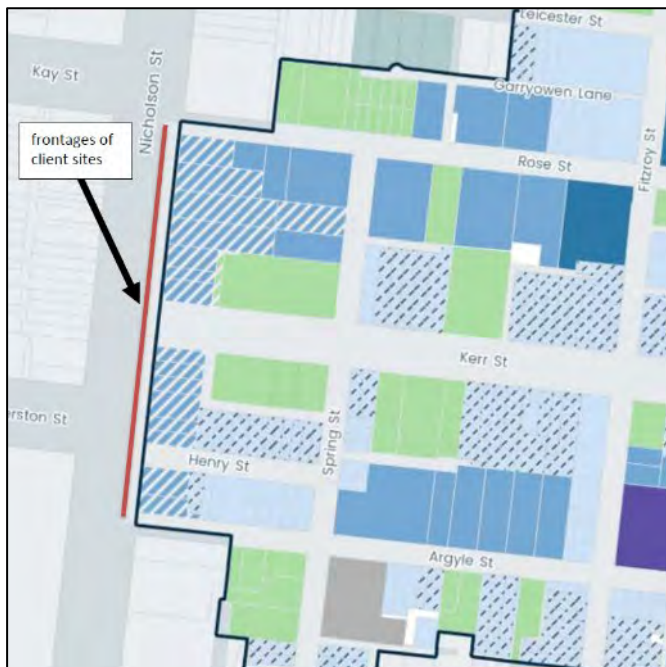 Leicester St
Kay St
Nicholson St
Garryowen Lane
frontages of
client sites
Rose St
Fitzroy St
Kerr St
erston St
Spring St
Henry St
Argyle St